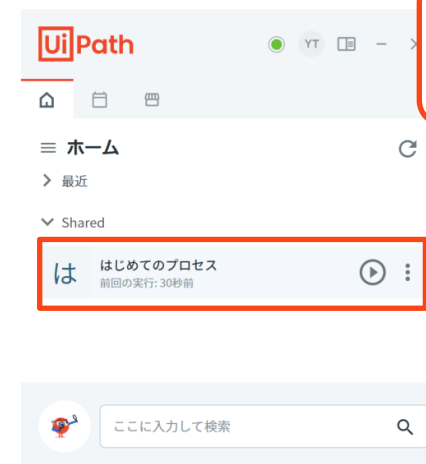 UiPath
YT
ホーム
最近
Shared
は
はじめてのプロセス
前回の実行: 30秒前
ここに入力して検索